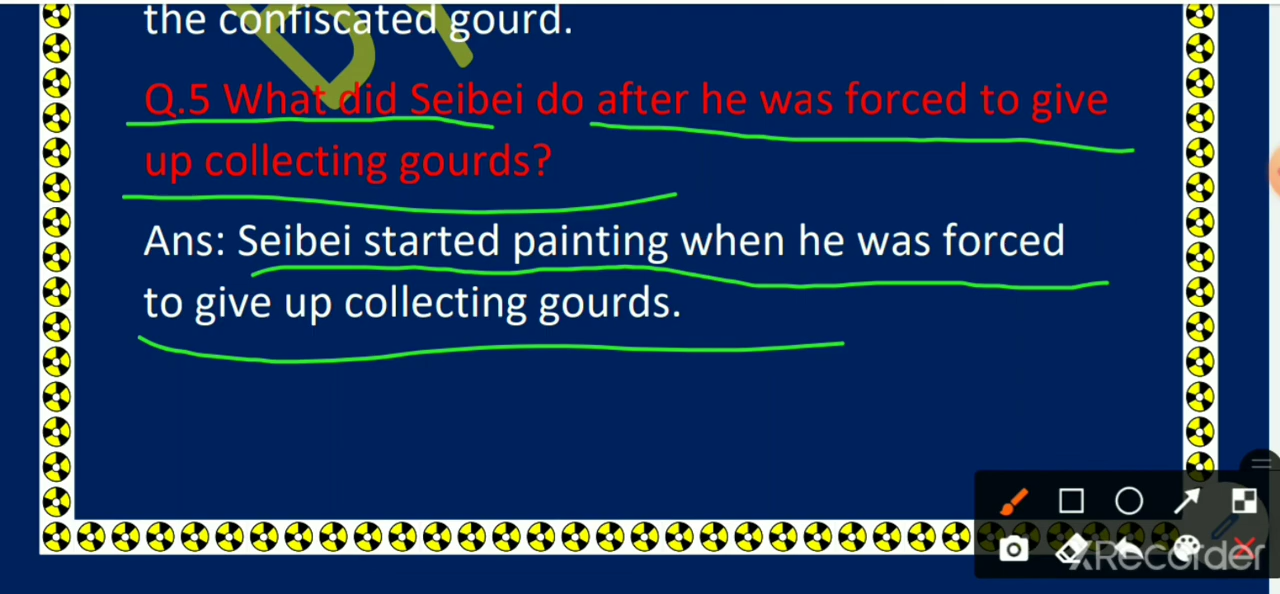 the confiscated gourd.
Q.5 What did Seibei do after he was forced to give
up collecting gourds?
Ans: Seibei started painting when he was forced
to give up collecting gourds.
XRecorder